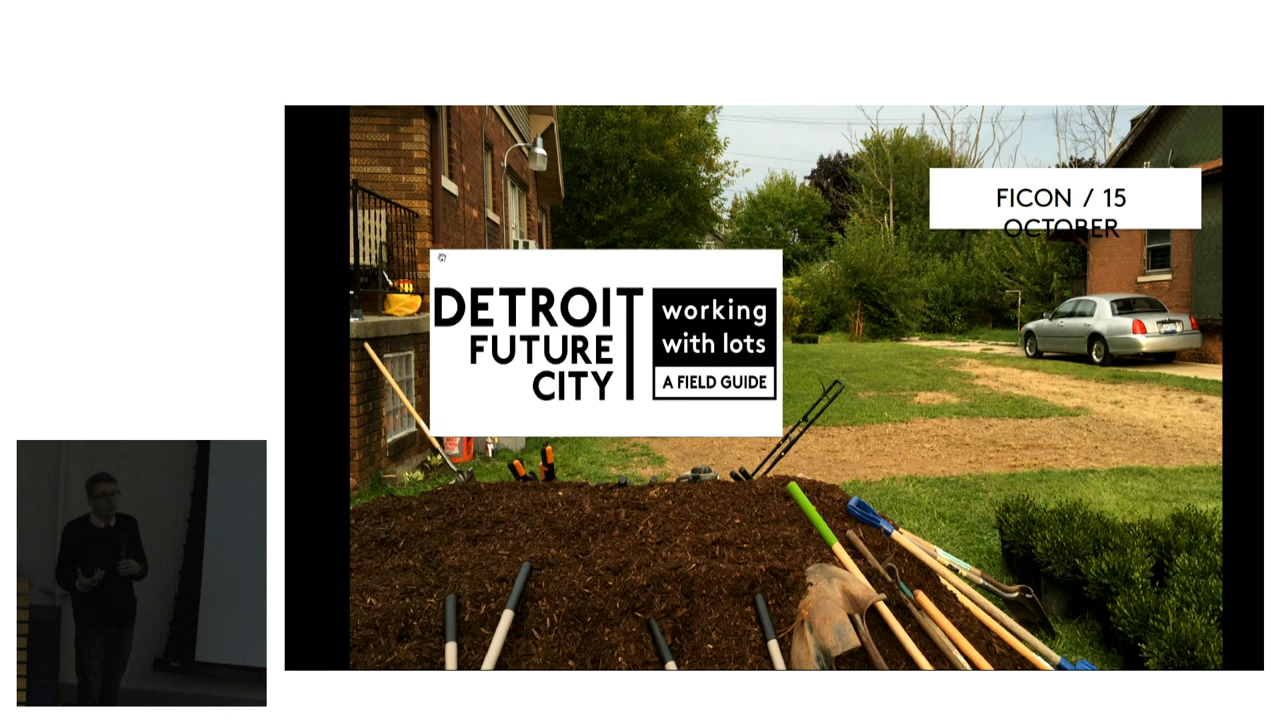 FICON / 15
OCTOBER
DETROIT
FUTURE
CITY
working
with lots
A FIELD GUIDE